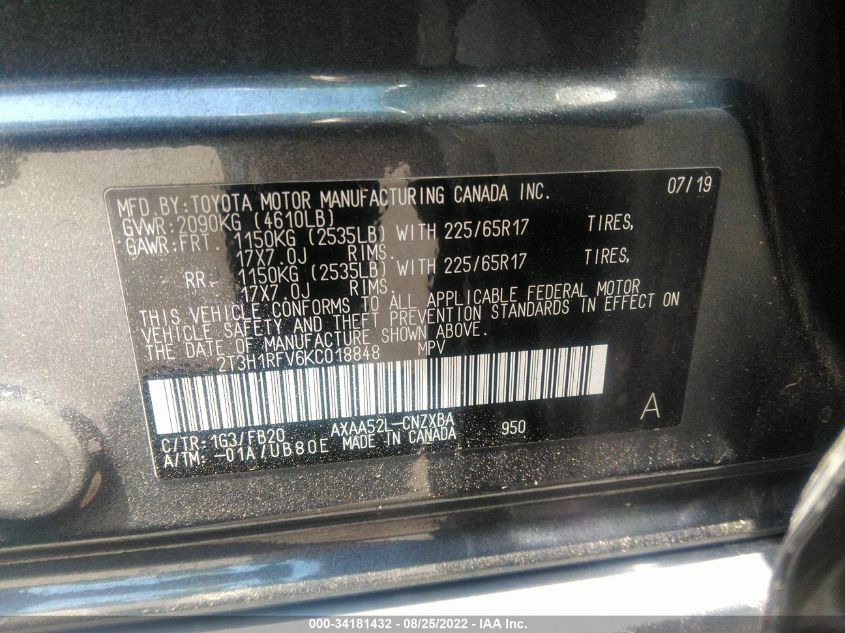 MFD.BY:TOYOTA MOTOR MANUFACTURING CANADA INC. 07/19
GVWR:2090KG (4610LB)
GAWR:FRT. 1150KG (2535LB) WITH 225/65R17 TIRES,
17X7.0J RIMS.
RR. 1150KG (2535LB) WITH 225/65R17 TIRES,
17X7.0J RIMS.
THIS VEHICLE CONFORMS TO ALL APPLICABLE FEDERAL MOTOR
VEHICLE SAFETY AND THEFT PREVENTION STANDARDS IN EFFECT ON
THE DATE OF MANUFACTURE SHOWN ABOVE.
2T3H1RFV6KC018848 MPV
C/TR: 1G3/FB20 AXAA52L-CNZXBA 950 A
A/TM: -01A/UB80E MADE IN CANADA
000-34181432 - 08/25/2022 - IAA Inc.